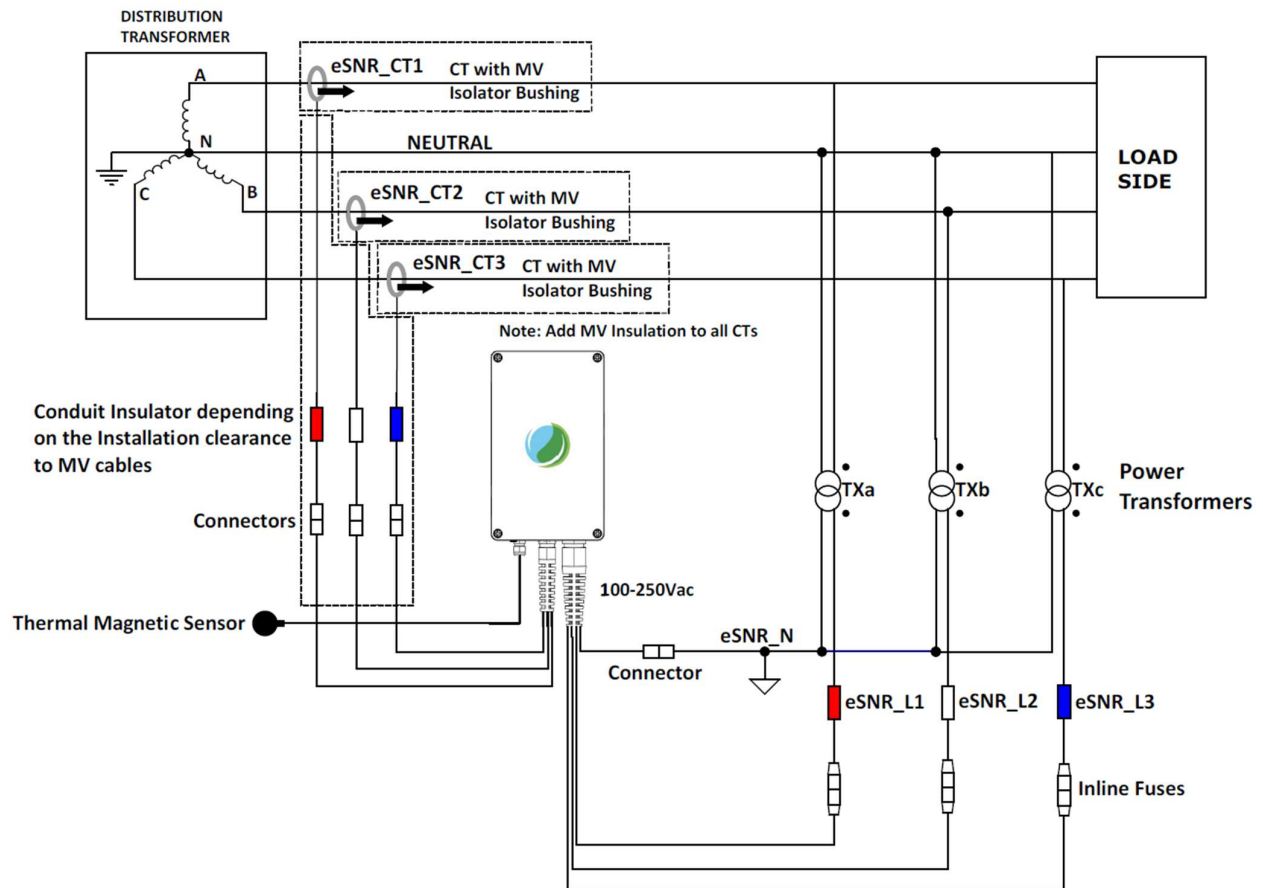 DISTRIBUTION
TRANSFORMER
A
N
C
B
eSNR_CT1
CT with MV
Isolator Bushing
NEUTRAL
eSNR_CT2
CT with MV
Isolator Bushing
eSNR_CT3
CT with MV
Isolator Bushing
Note: Add MV Insulation to all CTs
LOAD
SIDE
Conduit Insulator depending
on the Installation clearance
to MV cables
Connectors
Thermal Magnetic Sensor
100-250Vac
eSNR_N
Connector
TXa
TXb
TXc
Power
Transformers
eSNR_L1
eSNR_L2
eSNR_L3
Inline Fuses